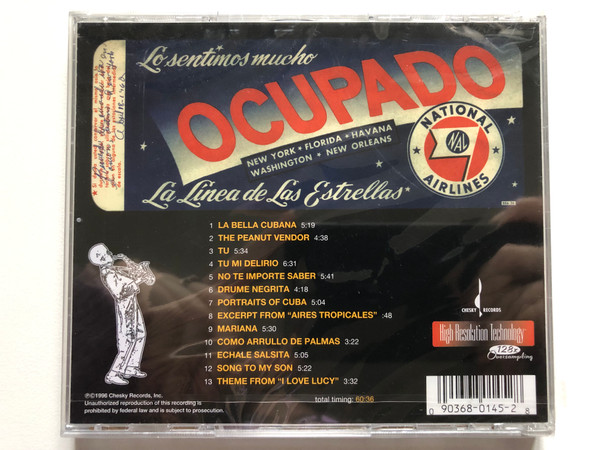 Lo sentimos mucho
OCUPADO
NEW YORK * FLORIDA * HAVANA
WASHINGTON * NEW ORLEANS
La Línea de Las Estrellas
NATIONAL
NAL
AIRLINES
1 LA BELLA CUBANA 5:19
2 THE PEANUT VENDOR 4:38
3 TU 5:34
4 TU MI DELIRIO 6:31
5 NO TE IMPORTE SABER 5:41
6 DRUME NEGRITA 4:18
7 PORTRAITS OF CUBA 5:04
8 EXCERPT FROM “AIRES TROPICALES” :48
9 MARIANA 5:30
10 COMO ARRULLO DE PALMAS 3:22
11 ECHALE SALSITA 5:05
12 SONG TO MY SON 5:22
13 THEME FROM “I LOVE LUCY” 3:32
total timing: 60:36
CHESKY RECORDS
High Resolution Technology
128x
Oversampling
℗©1996 Chesky Records, Inc.
Unauthorized reproduction of this recording is
prohibited by federal law and is subject to prosecution.
0 90368-0145-2 8